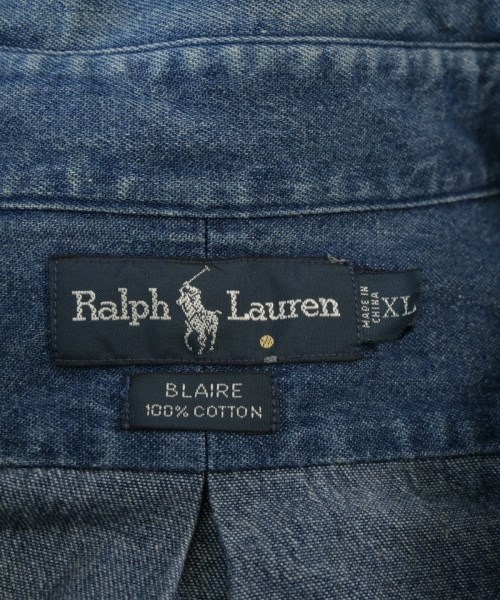 Ralph Lauren
MADE IN
CHINA
XL
BLAIRE
100% COTTON